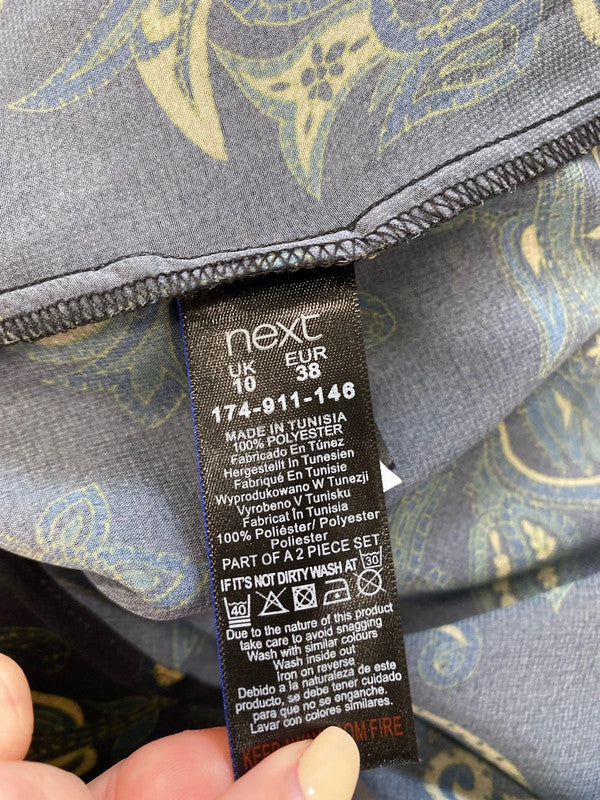 next
UK EUR
10 38
174-911-146
MADE IN TUNISIA
100% POLYESTER
Fabricado En Túnez
Hergestellt In Tunesien
Fabriqué En Tunisie
Wyprodukowano W Tunezji
Vyrobeno V Tunisku
Fabricat În Tunisia
100% Poliéster/ Polyester
Poliester
PART OF A 2 PIECE SET
IF IT'S NOT DIRTY WASH AT 30
40
Due to the nature of this product
take care to avoid snagging
Wash with similar colours
Wash inside out
Iron on reverse
Debido a la naturaleza de este
producto, se debe tener cuidado
para que no se enganche.
Lavar con colores similares.
KEEP FROM FIRE